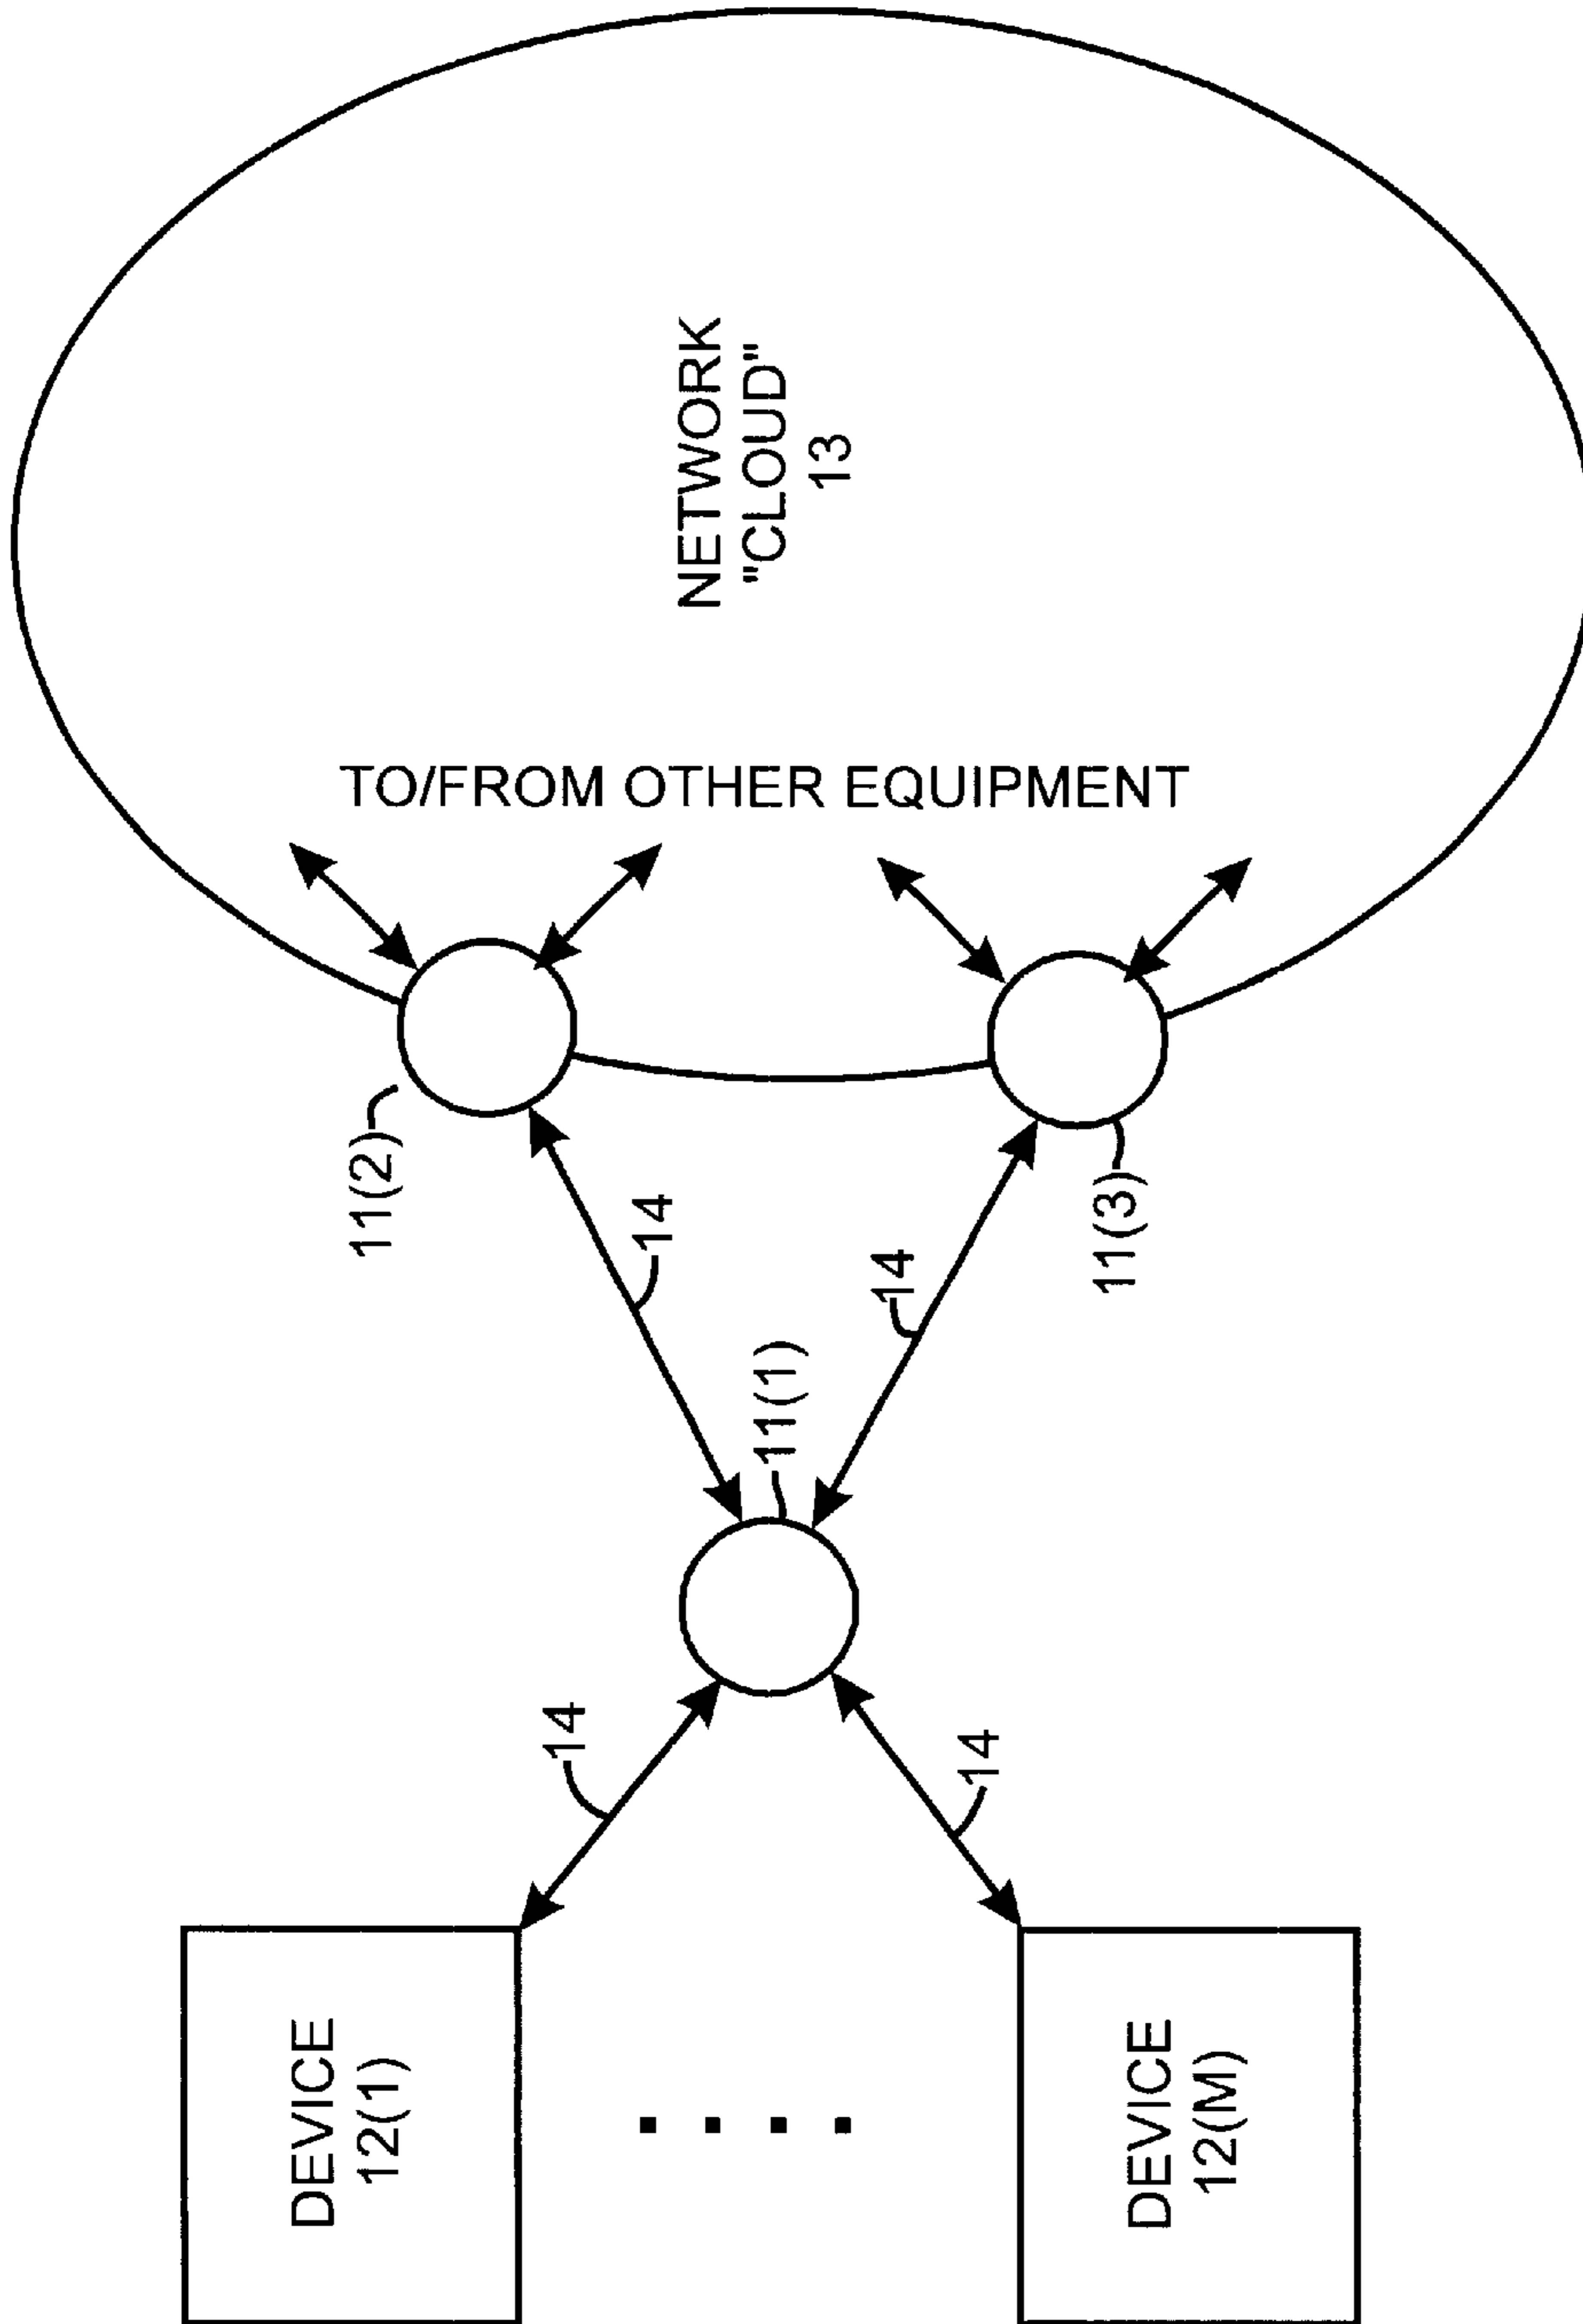 NETWORK
"CLOUD"
13
TO/FROM OTHER EQUIPMENT
11(2)
14
14
11(3)
11(1)
14
14
DEVICE
12(1)
DEVICE
12(M)